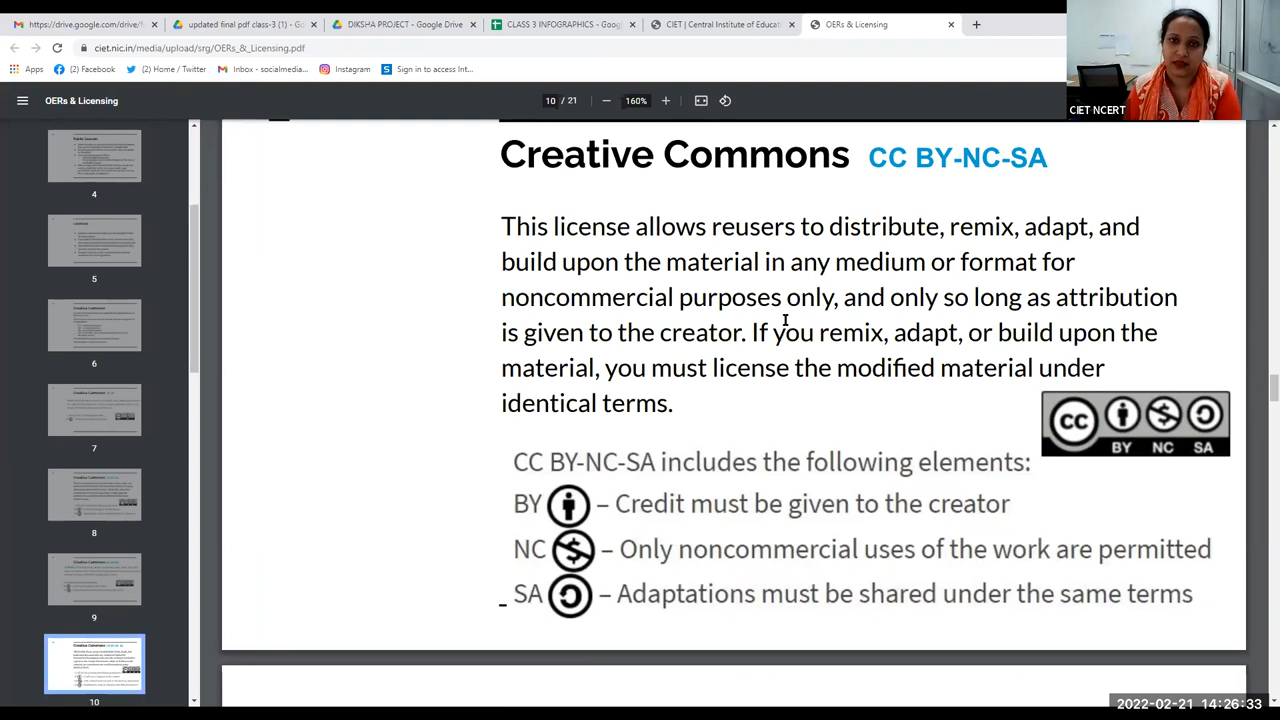 https://google.com/drive/
updated final pdf class-3 (1) - Goo
DIKSHA PROJECT - Google Drive
CLASS 3 INFOGRAPHICS - Googl
CIET | Central Institute of Educat
OERs & Licensing
ciet.nic.in/media/upload/srg/OERs_&_Licensing.pdf
Apps
(2) Facebook
(2) Home / Twitter
Inbox - socialmedia...
Instagram
Sign in to access Int...
CIET NCERT
OERs & Licensing
10 / 21
160%
4
5
6
7
8
9
10
Creative Commons CC BY-NC-SA
This license allows reusers to distribute, remix, adapt, and
build upon the material in any medium or format for
noncommercial purposes only, and only so long as attribution
is given to the creator. If you remix, adapt, or build upon the
material, you must license the modified material under
identical terms.
CC BY NC SA
CC BY-NC-SA includes the following elements:
BY – Credit must be given to the creator
NC – Only noncommercial uses of the work are permitted
SA – Adaptations must be shared under the same terms
2022-02-21 14:26:33